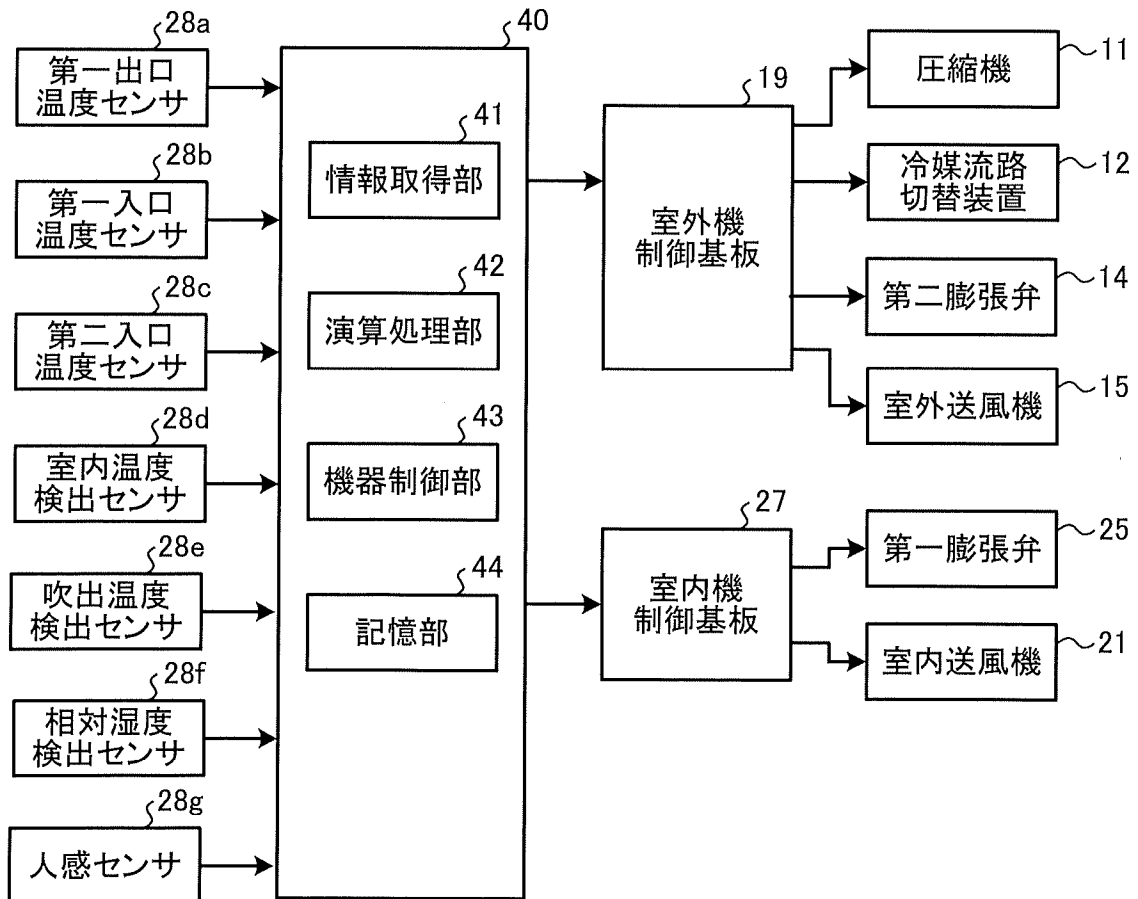 28a
第一出口
温度センサ
28b
第一入口
温度センサ
28c
第二入口
温度センサ
28d
室内温度
検出センサ
28e
吹出温度
検出センサ
28f
相対湿度
検出センサ
28g
人感センサ
40
41
情報取得部
42
演算処理部
43
機器制御部
44
記憶部
19
室外機
制御基板
27
室内機
制御基板
圧縮機
11
冷媒流路
切替装置
12
第二膨張弁
14
室外送風機
15
第一膨張弁
25
室内送風機
21